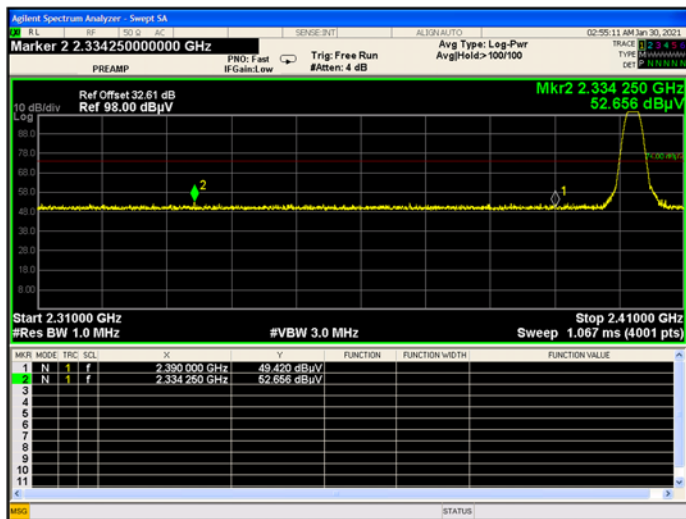 Agilent Spectrum Analyzer - Swept SA
RL RF 50 Ω AC SENSE:INT ALIGN AUTO 02:55:11 AM Jan 30, 2021
Marker 2 2.334250000000 GHz
PREAMP
PNO: Fast
IFGain:Low
Trig: Free Run
#Atten: 4 dB
Avg Type: Log-Pwr
Avg|Hold:>100/100
TRACE 1 2 3 4 5 6
TYPE M W W W W W
DET P N N N N N
Mkr2 2.334 250 GHz
52.656 dBµV
Ref Offset 32.61 dB
10 dB/div Ref 98.00 dBµV
Log
88.0
78.0
68.0
58.0
48.0
38.0
28.0
18.0
8.00
2
1
Start 2.31000 GHz Stop 2.41000 GHz
#Res BW 1.0 MHz #VBW 3.0 MHz Sweep 1.067 ms (4001 pts)
MKR MODE TRC SCL X Y FUNCTION FUNCTION WIDTH FUNCTION VALUE
1 N 1 f 2.390 000 GHz 49.420 dBµV
2 N 1 f 2.334 250 GHz 52.656 dBµV
3
4
5
6
7
8
9
10
11
MSG STATUS